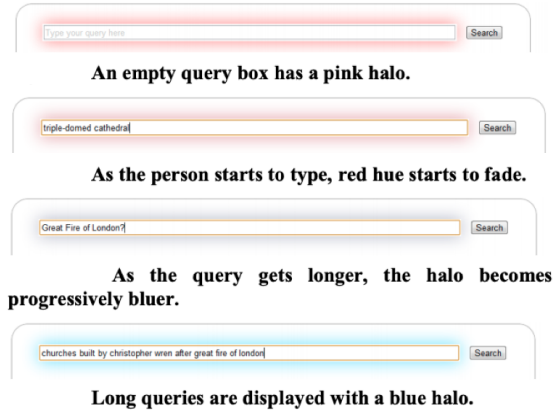 Type your query here Search
An empty query box has a pink halo.
triple-domed cathedral Search
As the person starts to type, red hue starts to fade.
Great Fire of London? Search
As the query gets longer, the halo becomes
progressively bluer.
churches built by christopher wren after great fire of london Search
Long queries are displayed with a blue halo.